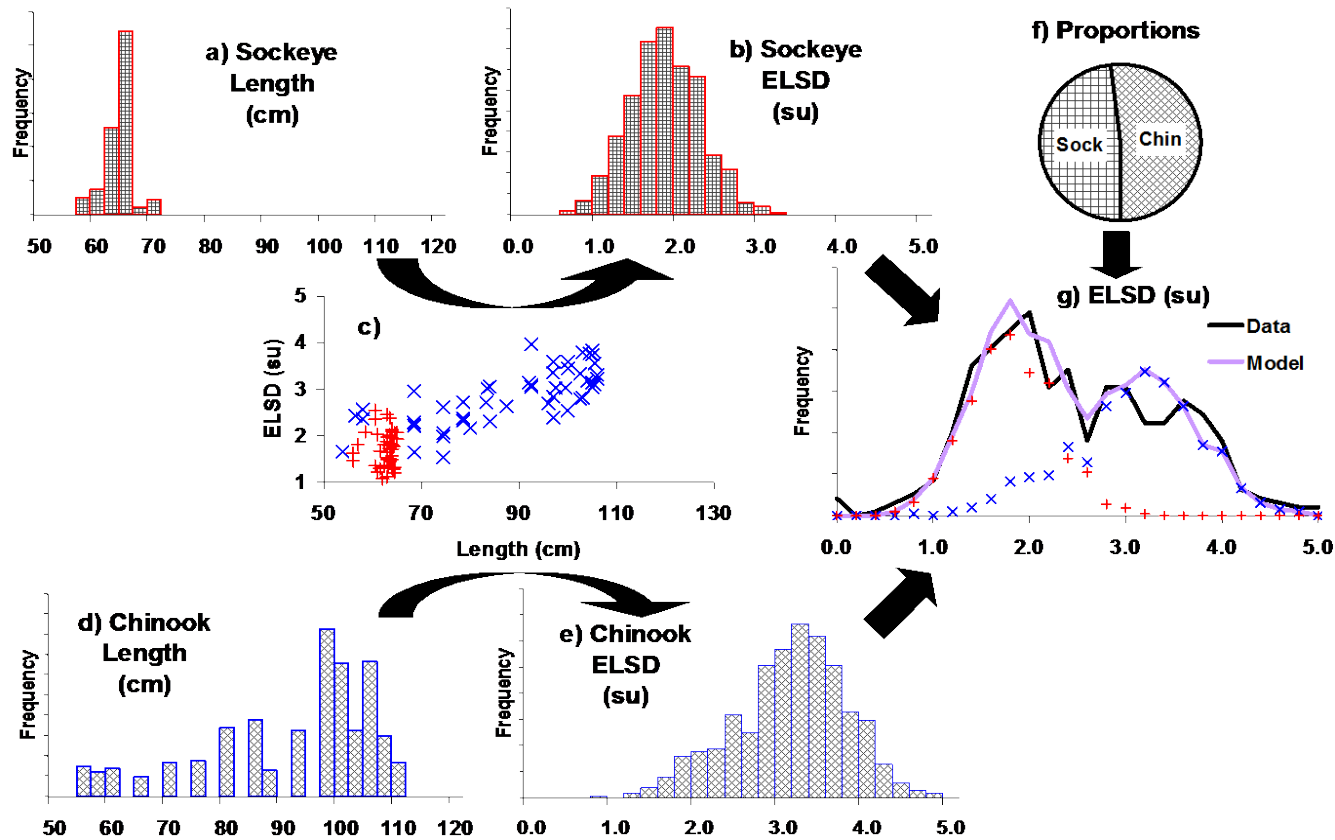 a) Sockeye
Length
(cm)
Frequency
50 60 70 80 90 100 110 120
b) Sockeye
ELSD
(su)
Frequency
0.0 1.0 2.0 3.0 4.0 5.0
f) Proportions
Sock
Chin
c)
ELSD (su)
5
4
3
2
1
50 70 90 110 130
Length (cm)
g) ELSD (su)
Data
Model
Frequency
0.0 1.0 2.0 3.0 4.0 5.0
d) Chinook
Length
(cm)
Frequency
50 60 70 80 90 100 110 120
e) Chinook
ELSD
(su)
Frequency
0.0 1.0 2.0 3.0 4.0 5.0